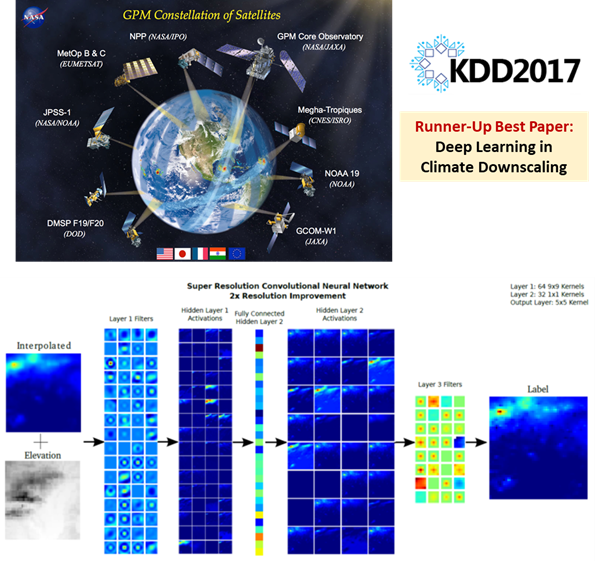 NASA
GPM Constellation of Satellites
NPP (NASA/IPO)
GPM Core Observatory
(NASA/JAXA)
MetOp B & C
(EUMETSAT)
JPSS-1
(NASA/NOAA)
Megha-Tropiques
(CNES/ISRO)
NOAA 19
(NOAA)
DMSP F19/F20
(DOD)
GCOM-W1
(JAXA)
KDD2017
Runner-Up Best Paper:
Deep Learning in
Climate Downscaling
Super Resolution Convolutional Neural Network
2x Resolution Improvement
Layer 1: 64 9x9 Kernels
Layer 2: 32 1x1 Kernels
Output Layer: 5x5 Kernel
Interpolated
Elevation
Layer 1 Filters
Hidden Layer 1
Activations
Fully Connected
Hidden Layer 2
Hidden Layer 2
Activations
Layer 3 Filters
Label